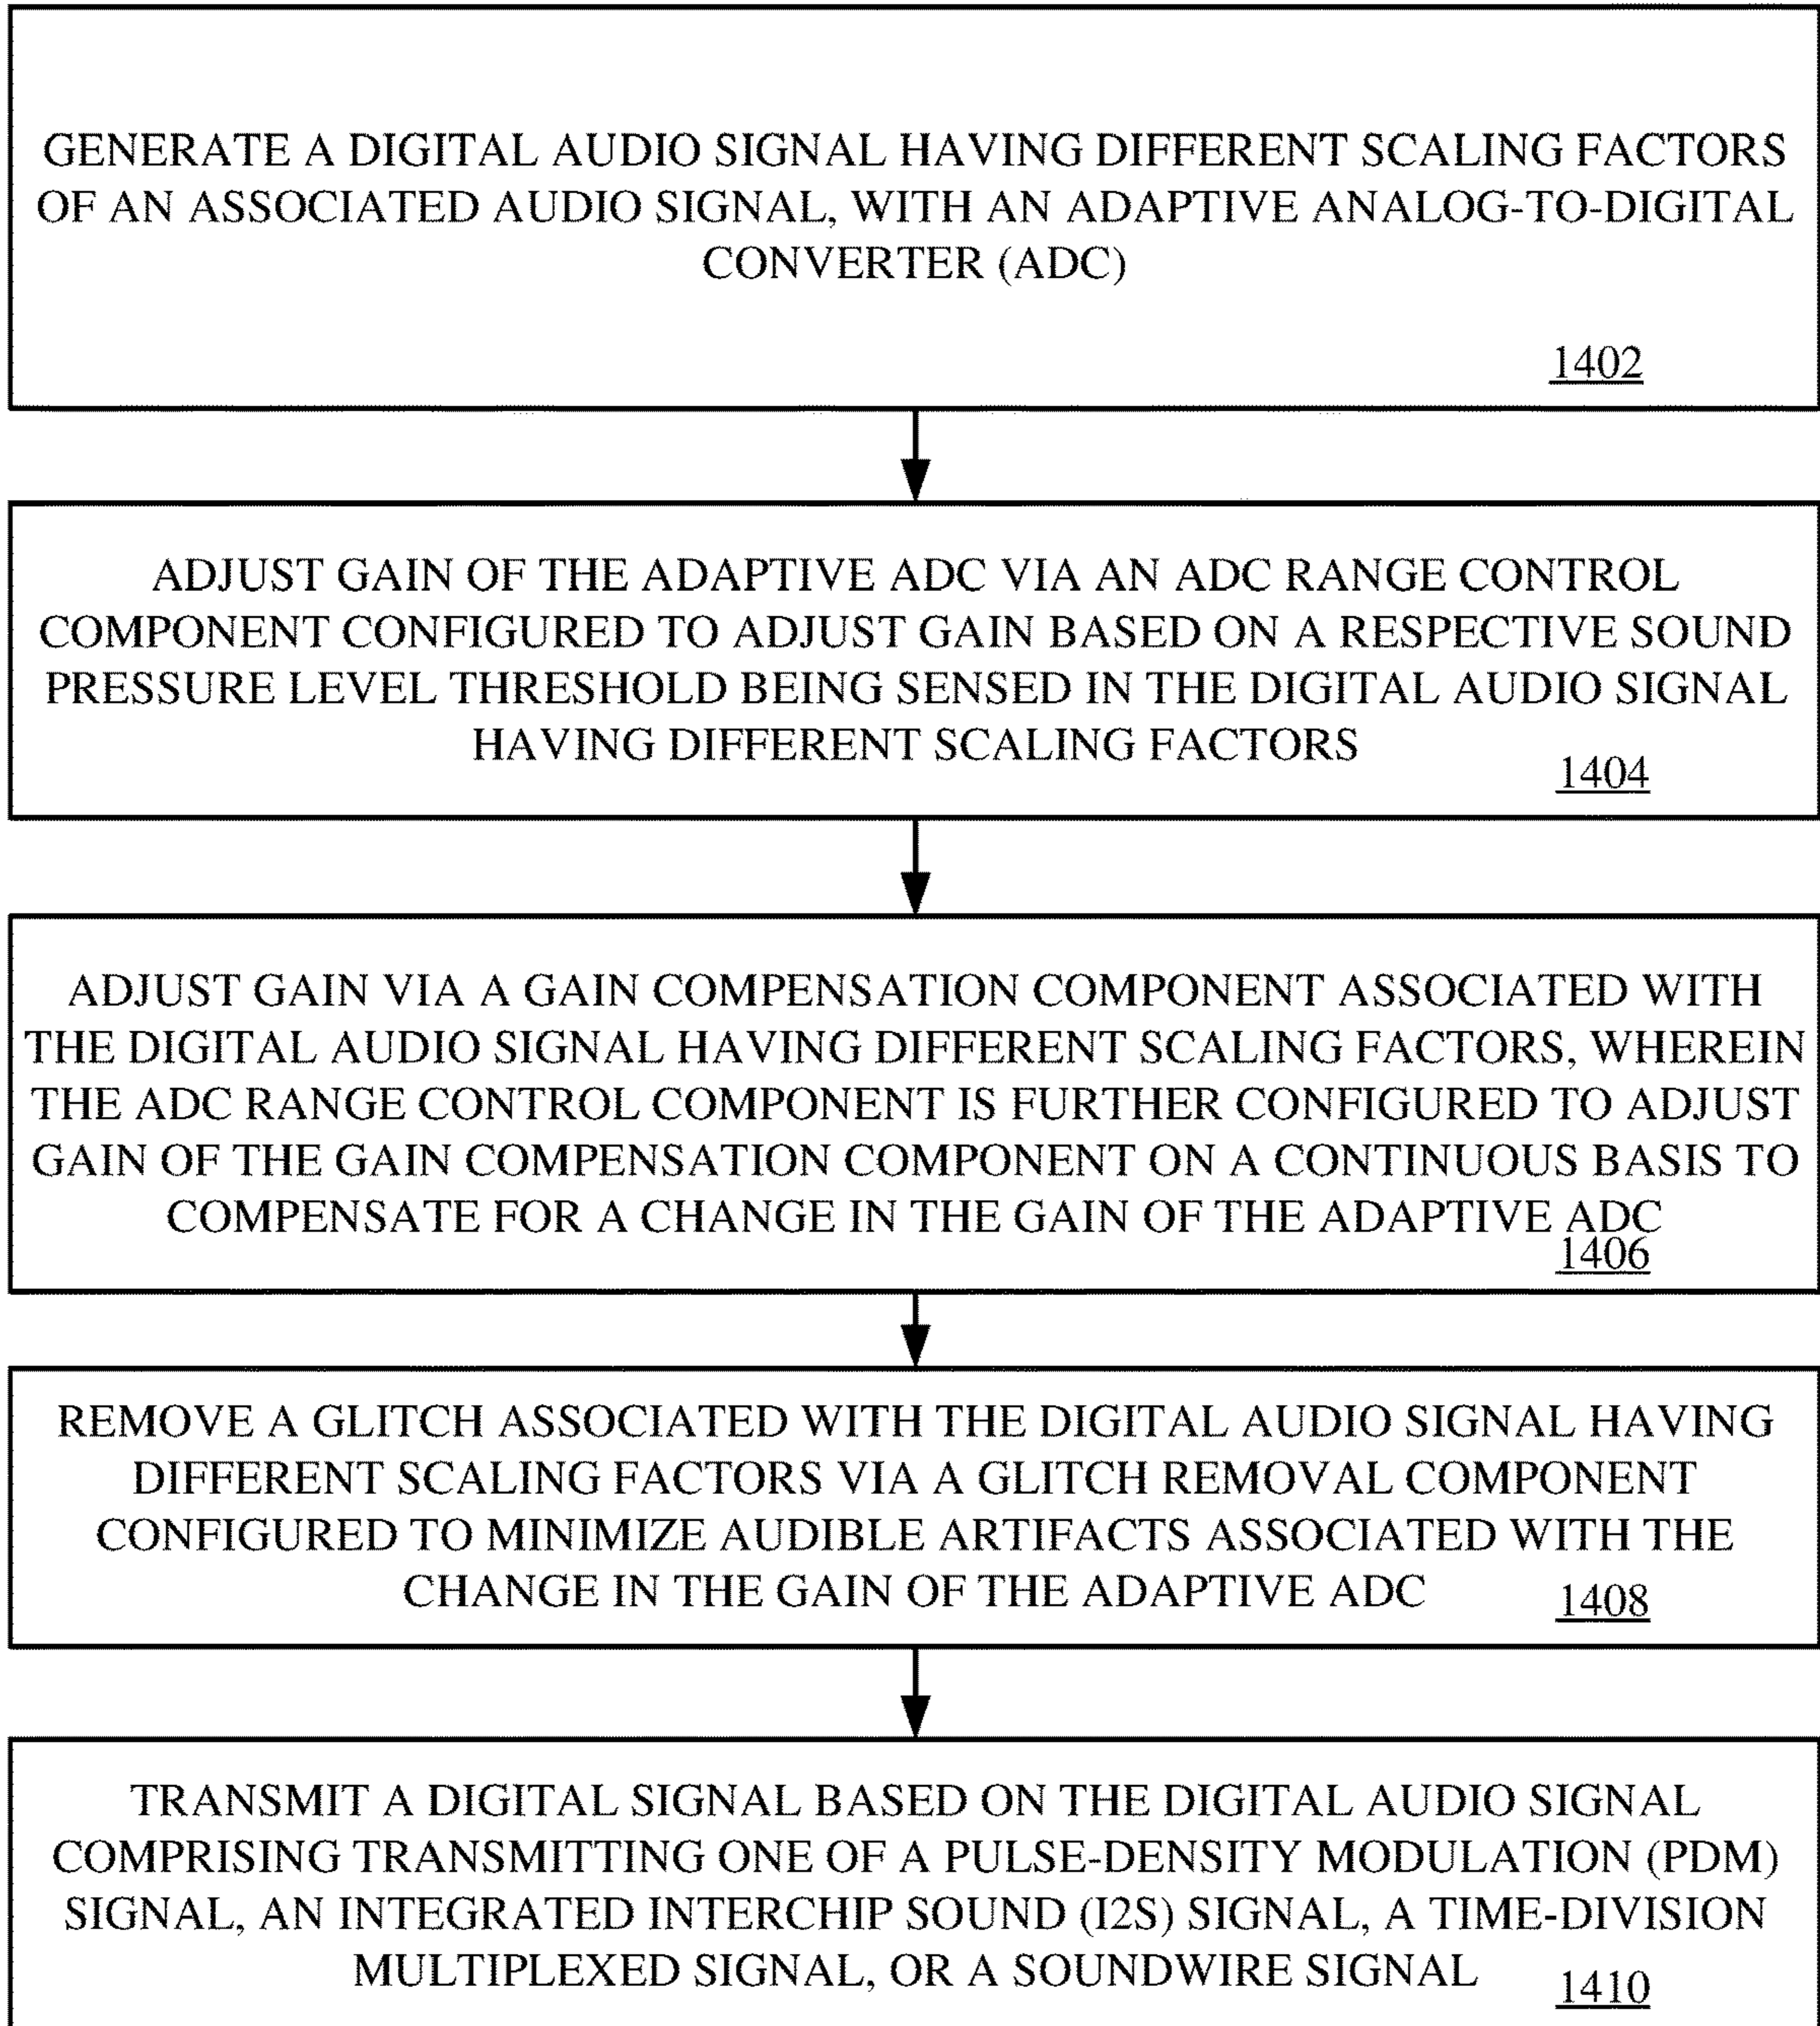 GENERATE A DIGITAL AUDIO SIGNAL HAVING DIFFERENT SCALING FACTORS
OF AN ASSOCIATED AUDIO SIGNAL, WITH AN ADAPTIVE ANALOG-TO-DIGITAL
CONVERTER (ADC)
1402
ADJUST GAIN OF THE ADAPTIVE ADC VIA AN ADC RANGE CONTROL
COMPONENT CONFIGURED TO ADJUST GAIN BASED ON A RESPECTIVE SOUND
PRESSURE LEVEL THRESHOLD BEING SENSED IN THE DIGITAL AUDIO SIGNAL
HAVING DIFFERENT SCALING FACTORS
1404
ADJUST GAIN VIA A GAIN COMPENSATION COMPONENT ASSOCIATED WITH
THE DIGITAL AUDIO SIGNAL HAVING DIFFERENT SCALING FACTORS, WHEREIN
THE ADC RANGE CONTROL COMPONENT IS FURTHER CONFIGURED TO ADJUST
GAIN OF THE GAIN COMPENSATION COMPONENT ON A CONTINUOUS BASIS TO
COMPENSATE FOR A CHANGE IN THE GAIN OF THE ADAPTIVE ADC
1406
REMOVE A GLITCH ASSOCIATED WITH THE DIGITAL AUDIO SIGNAL HAVING
DIFFERENT SCALING FACTORS VIA A GLITCH REMOVAL COMPONENT
CONFIGURED TO MINIMIZE AUDIBLE ARTIFACTS ASSOCIATED WITH THE
CHANGE IN THE GAIN OF THE ADAPTIVE ADC
1408
TRANSMIT A DIGITAL SIGNAL BASED ON THE DIGITAL AUDIO SIGNAL
COMPRISING TRANSMITTING ONE OF A PULSE-DENSITY MODULATION (PDM)
SIGNAL, AN INTEGRATED INTERCHIP SOUND (I2S) SIGNAL, A TIME-DIVISION
MULTIPLEXED SIGNAL, OR A SOUNDWIRE SIGNAL
1410